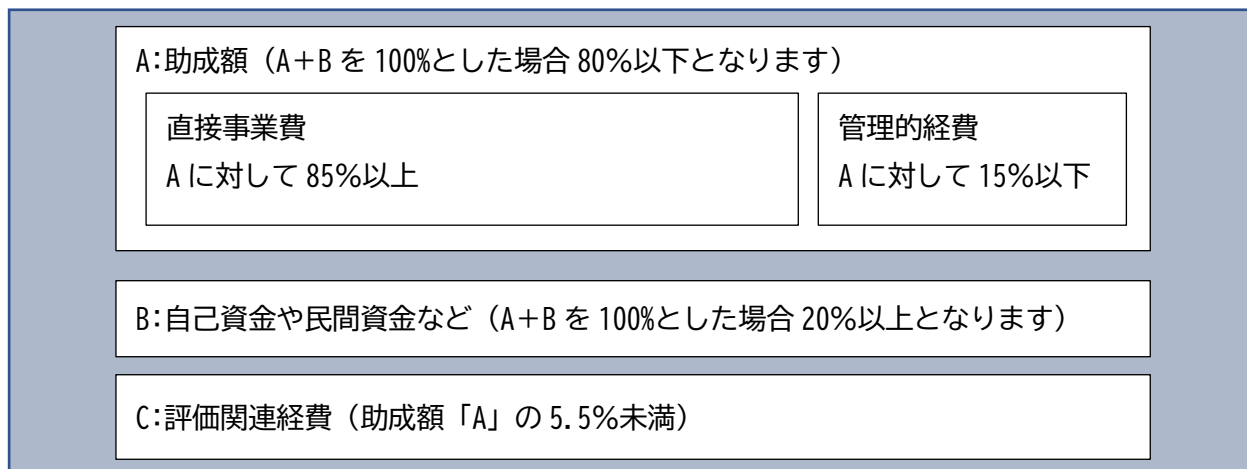 A:助成額（A＋B を 100%とした場合 80％以下となります）
直接事業費
A に対して 85％以上
管理的経費
A に対して 15％以下
B:自己資金や民間資金など（A＋B を 100%とした場合 20％以上となります）
C:評価関連経費（助成額「A」の 5.5％未満）